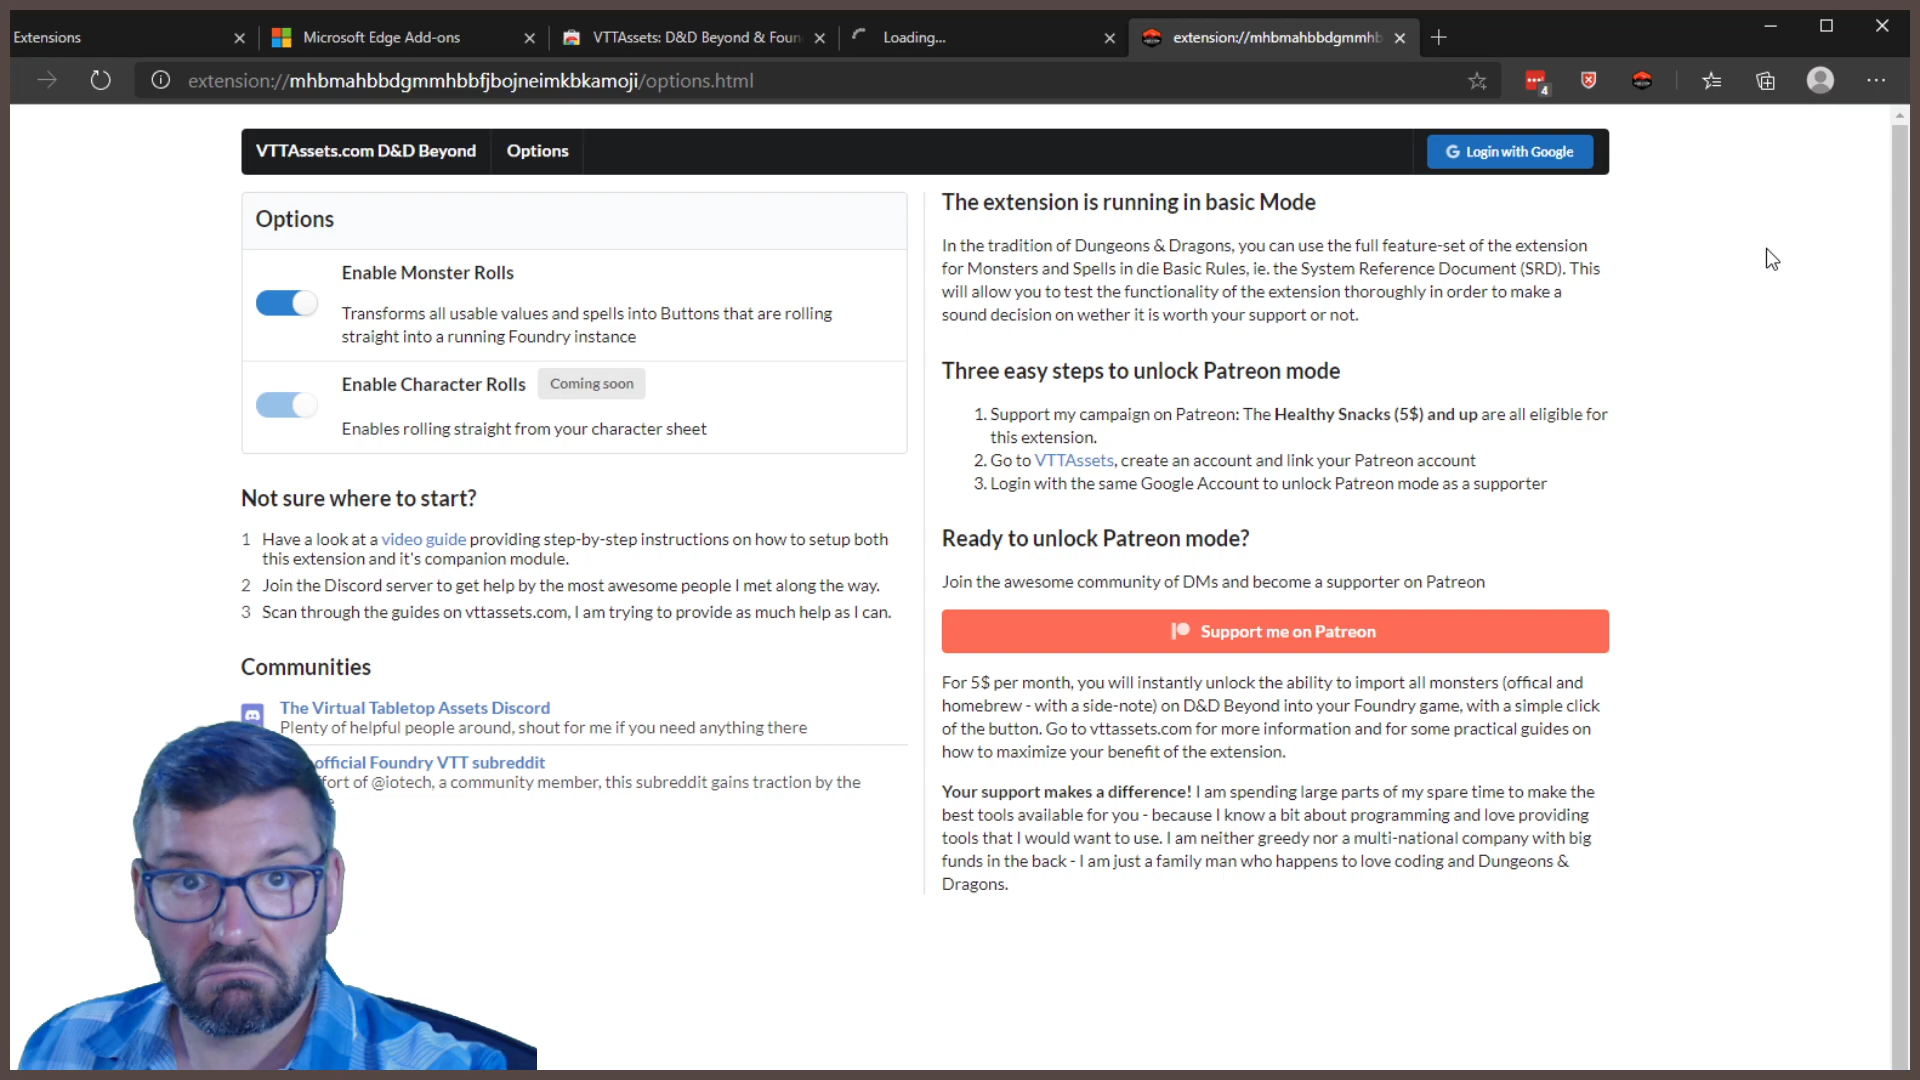 Extensions
Microsoft Edge Add-ons
VTTAssets: D&D Beyond & Foun
Loading...
extension://mhbmahbbdgmmhb
extension://mhbmahbbdgmmhbbfjbojneimkbkamoji/options.html
4
VTTAssets.com D&D Beyond
Options
Login with Google
Options
Enable Monster Rolls
Transforms all usable values and spells into Buttons that are rolling
straight into a running Foundry instance
Enable Character Rolls
Coming soon
Enables rolling straight from your character sheet
Not sure where to start?
1 Have a look at a video guide providing step-by-step instructions on how to setup both
this extension and it's companion module.
2 Join the Discord server to get help by the most awesome people I met along the way.
3 Scan through the guides on vttassets.com, I am trying to provide as much help as I can.
Communities
The Virtual Tabletop Assets Discord
Plenty of helpful people around, shout for me if you need anything there
official Foundry VTT subreddit
of @iotech, a community member, this subreddit gains traction by the
The extension is running in basic Mode
In the tradition of Dungeons & Dragons, you can use the full feature-set of the extension
for Monsters and Spells in die Basic Rules, ie. the System Reference Document (SRD). This
will allow you to test the functionality of the extension thoroughly in order to make a
sound decision on wether it is worth your support or not.
Three easy steps to unlock Patreon mode
1. Support my campaign on Patreon: The Healthy Snacks (5$) and up are all eligible for
this extension.
2. Go to VTTAssets, create an account and link your Patreon account
3. Login with the same Google Account to unlock Patreon mode as a supporter
Ready to unlock Patreon mode?
Join the awesome community of DMs and become a supporter on Patreon
Support me on Patreon
For 5$ per month, you will instantly unlock the ability to import all monsters (offical and
homebrew - with a side-note) on D&D Beyond into your Foundry game, with a simple click
of the button. Go to vttassets.com for more information and for some practical guides on
how to maximize your benefit of the extension.
Your support makes a difference! I am spending large parts of my spare time to make the
best tools available for you - because I know a bit about programming and love providing
tools that I would want to use. I am neither greedy nor a multi-national company with big
funds in the back - I am just a family man who happens to love coding and Dungeons &
Dragons.